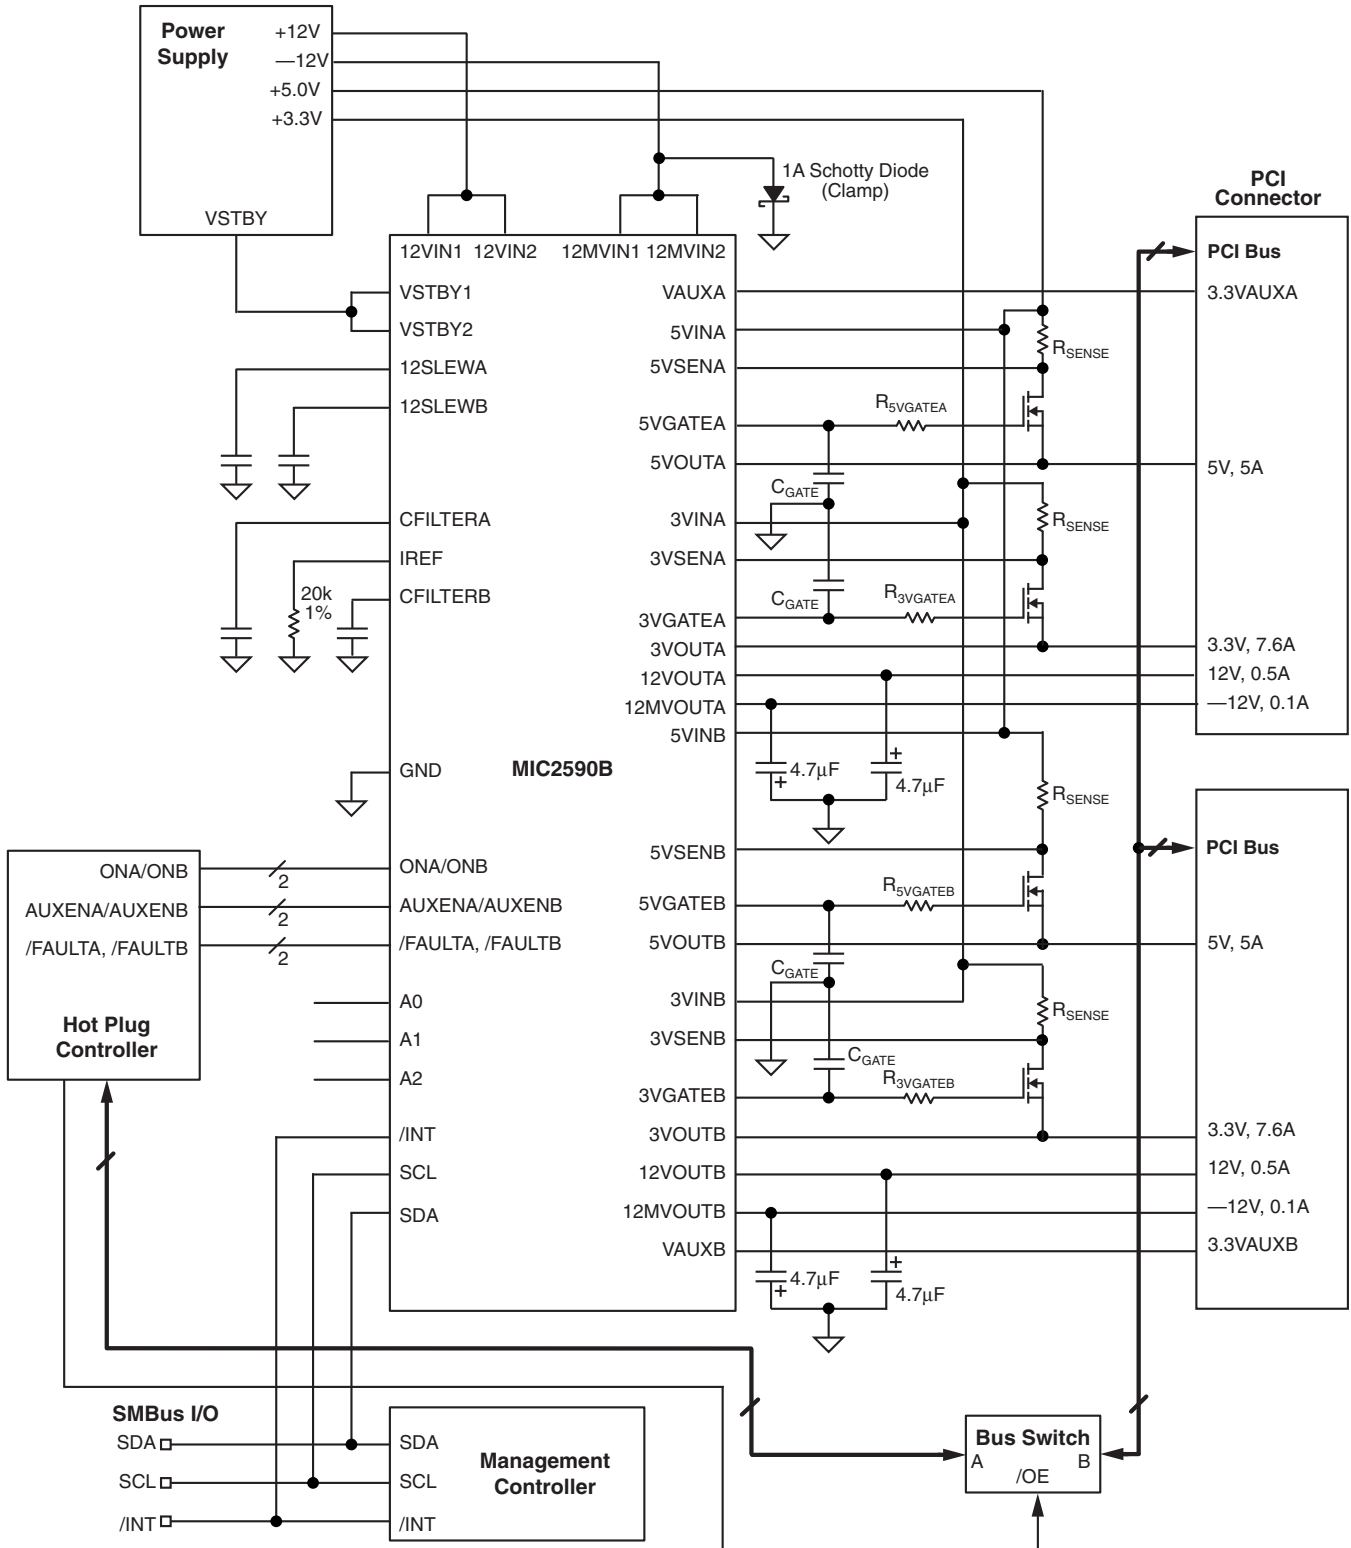 Power
Supply
+12V
—12V
+5.0V
+3.3V
VSTBY
1A Schotty Diode
(Clamp)
PCI
Connector
12VIN1 12VIN2 12MVIN1 12MVIN2
VSTBY1
VSTBY2
12SLEWA
12SLEWB
CFILTERA
IREF
CFILTERB
20k
1%
GND
MIC2590B
ONA/ONB
AUXENA/AUXENB
/FAULTA, /FAULTB
A0
A1
A2
/INT
SCL
SDA
VAUXA
5VINA
5VSENA
5VGATEA
5VOUTA
3VINA
3VSENA
3VGATEA
3VOUTA
12VOUTA
12MVOUTA
5VINB
5VSENB
5VGATEB
5VOUTB
3VINB
3VSENB
3VGATEB
3VOUTB
12VOUTB
12MVOUTB
VAUXB
RSENSE
R5VGATEA
CGATE
RSENSE
CGATE
R3VGATEA
4.7µF
+
+
4.7µF
RSENSE
R5VGATEB
CGATE
RSENSE
CGATE
R3VGATEB
4.7µF
+
+
4.7µF
PCI Bus
3.3VAUXA
5V, 5A
3.3V, 7.6A
12V, 0.5A
—12V, 0.1A
PCI Bus
5V, 5A
3.3V, 7.6A
12V, 0.5A
—12V, 0.1A
3.3VAUXB
ONA/ONB
AUXENA/AUXENB
/FAULTA, /FAULTB
Hot Plug
Controller
2
2
2
SMBus I/O
SDA
SCL
/INT
SDA
SCL
/INT
Management
Controller
Bus Switch
A B
/OE